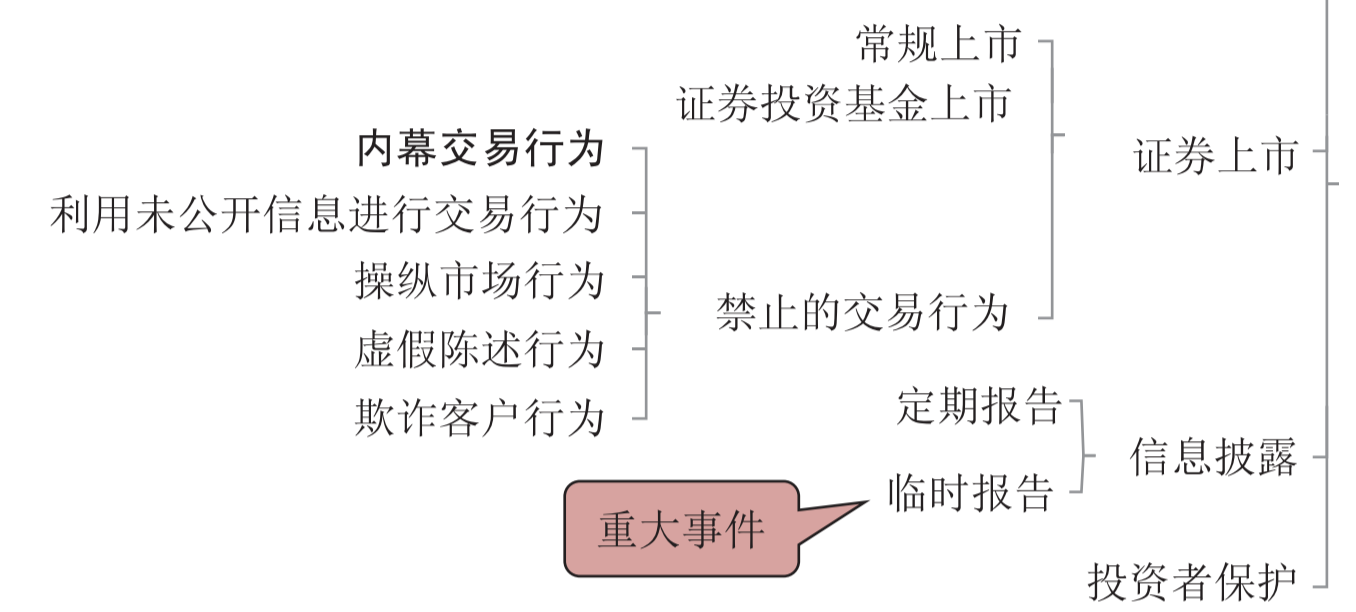 常规上市
证券投资基金上市
内幕交易行为
证券上市
利用未公开信息进行交易行为
操纵市场行为
禁止的交易行为
虚假陈述行为
定期报告
欺诈客户行为
信息披露
临时报告
重大事件
投资者保护